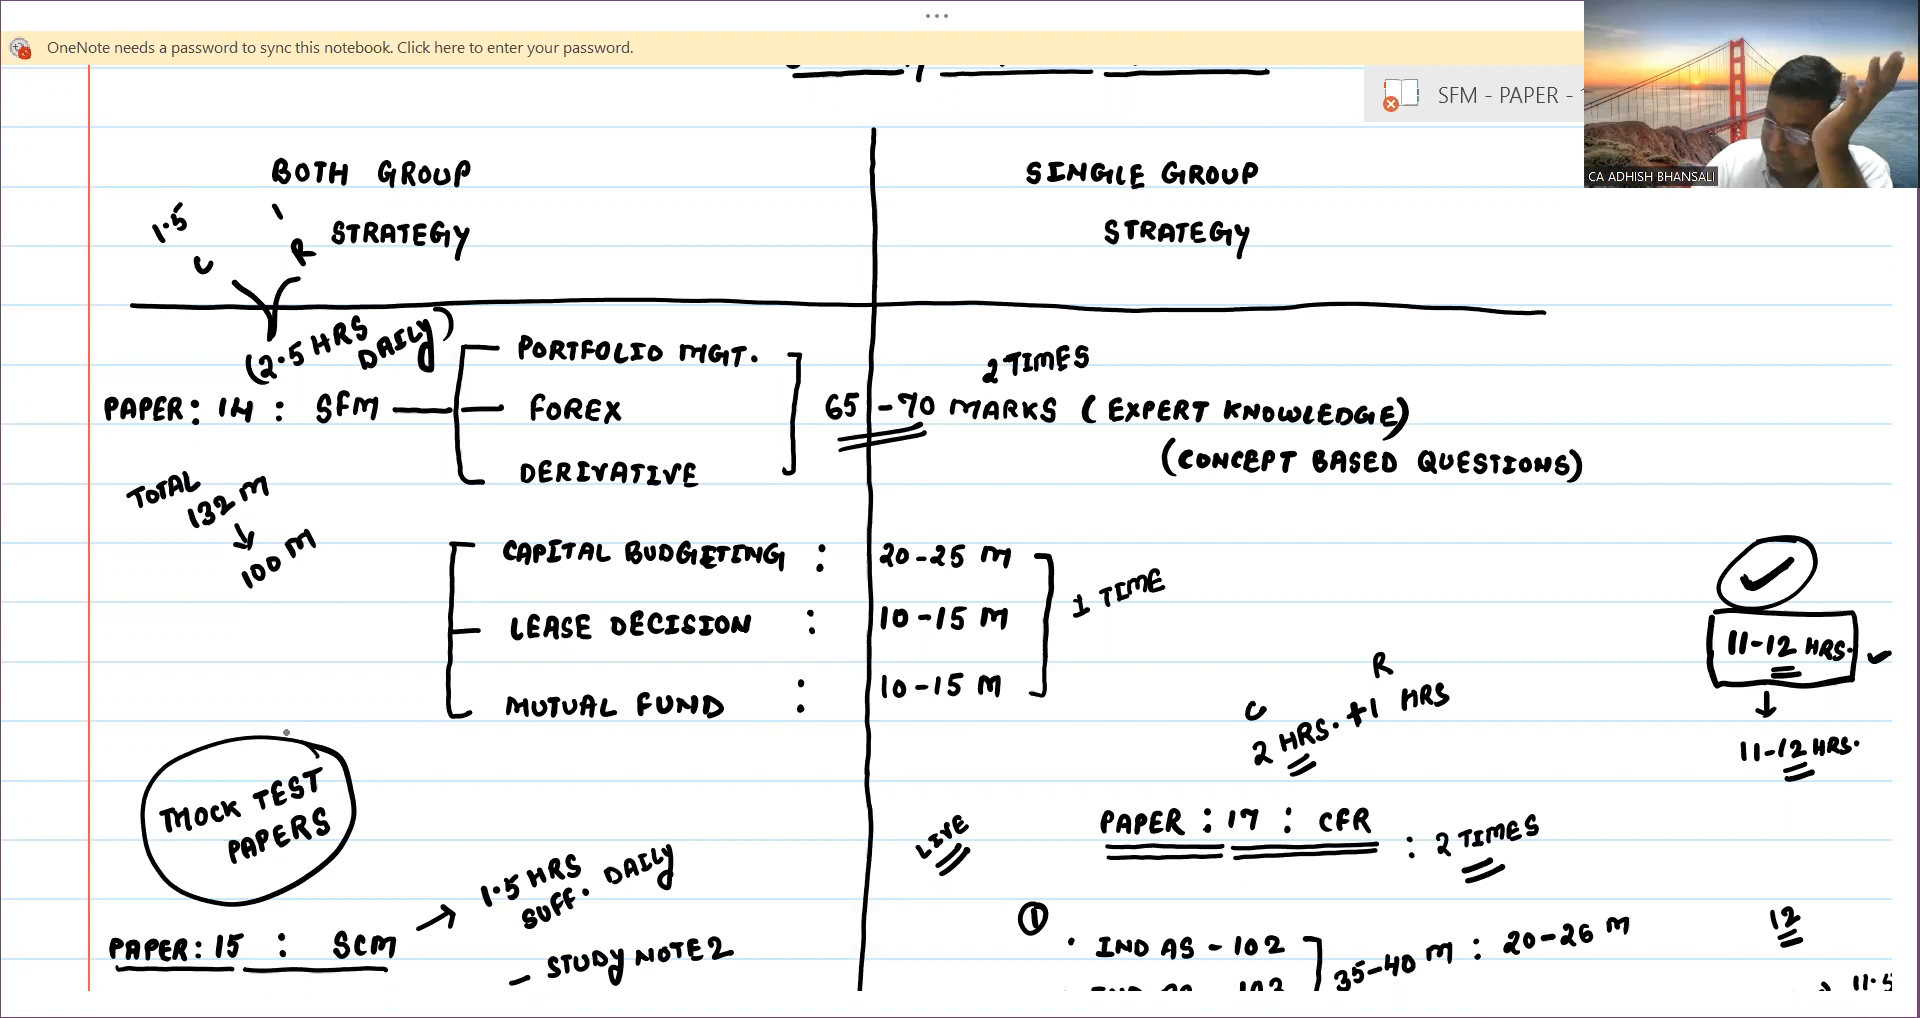 OneNote needs a password to sync this notebook. Click here to enter your password.
SFM - PAPER -
CA ADHISH BHANSALI
BOTH GROUP
STRATEGY
1.5
C
1
R
SINGLE GROUP
STRATEGY
(2.5 HRS
DAILY)
PAPER: 14 : SFM
PORTFOLIO MGT.
FOREX
DERIVATIVE
2 TIMES
65-70 MARKS (EXPERT KNOWLEDGE)
(CONCEPT BASED QUESTIONS)
TOTAL
132 M
↓
100 M
CAPITAL BUDGETING : 20-25 M
LEASE DECISION : 10-15 M
MUTUAL FUND : 10-15 M
1 TIME
11-12 HRS.
↓
11-12 HRS.
C R
2 HRS. +1 HRS
MOCK TEST
PAPERS
LIVE
PAPER : 17 : CFR : 2 TIMES
PAPER: 15 : SCM →
1.5 HRS
SUFF. DAILY
- STUDY NOTE 2
①
• IND AS - 102
35-40 M : 20-26 M
12